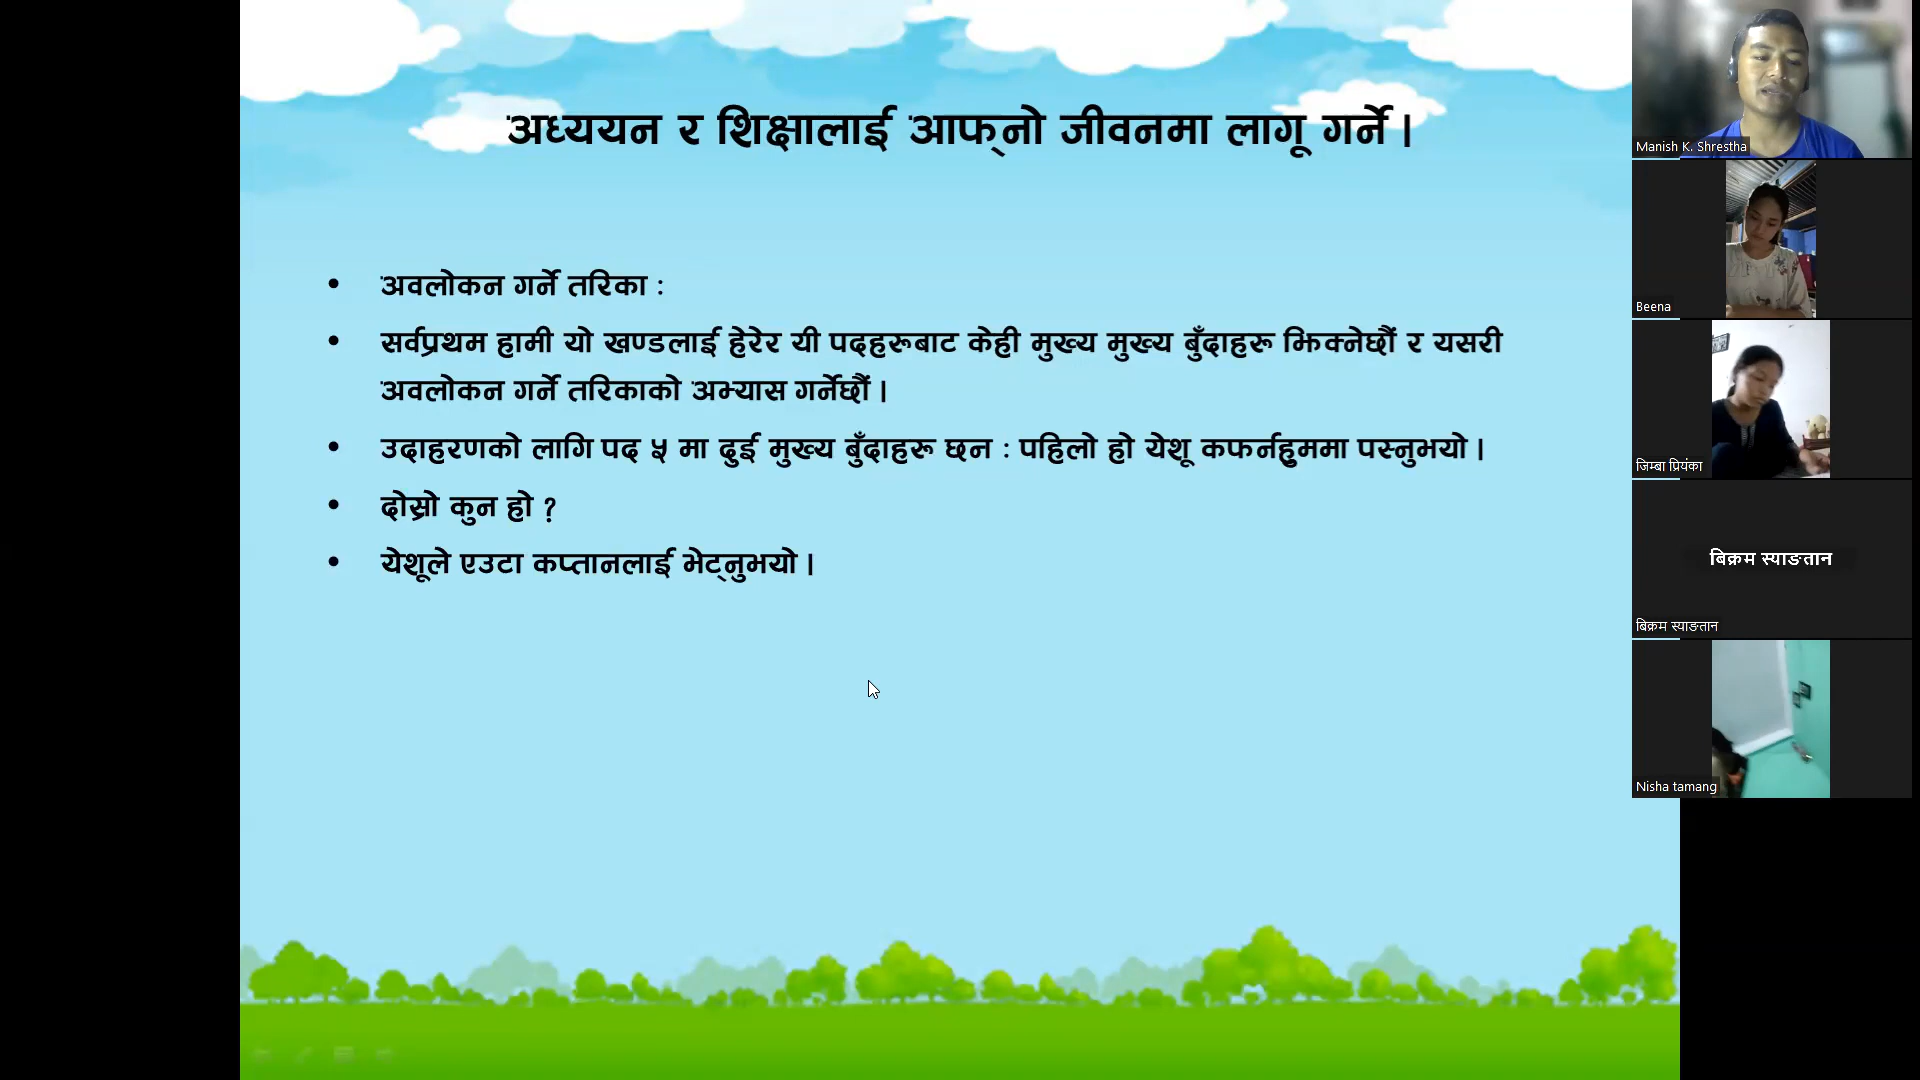 अध्ययन र शिक्षालाई आफ्‌नो जीवनमा लागू गर्ने ।
• अवलोकन गर्ने तरिका :
• सर्वप्रथम हामी यो खण्डलाई हेरेर यी पदहरूबाट केही मुख्य मुख्य बुँदाहरू झिक्नेछौं र यसरी
अवलोकन गर्ने तरिकाको अभ्यास गर्नेछौं ।
• उदाहरणको लागि पद ५ मा दुई मुख्य बुँदाहरू छन : पहिलो हो येशू कफर्नहुममा पस्नुभयो ।
• दोस्रो कुन हो ?
• येशूले एउटा कप्तानलाई भेट्‌नुभयो ।
Manish K. Shrestha
Beena
जिम्बा प्रियंका
बिक्रम स्याङतान
बिक्रम स्याङतान
Nisha tamang